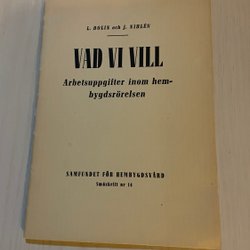 L. BOLIN och J. NIHLÉN
VAD VI VILL
Arbetsuppgifter inom hem-
bygdsrörelsen
SAMFUNDET FÖR HEMBYGDSVÅRD
Småskrift nr 14